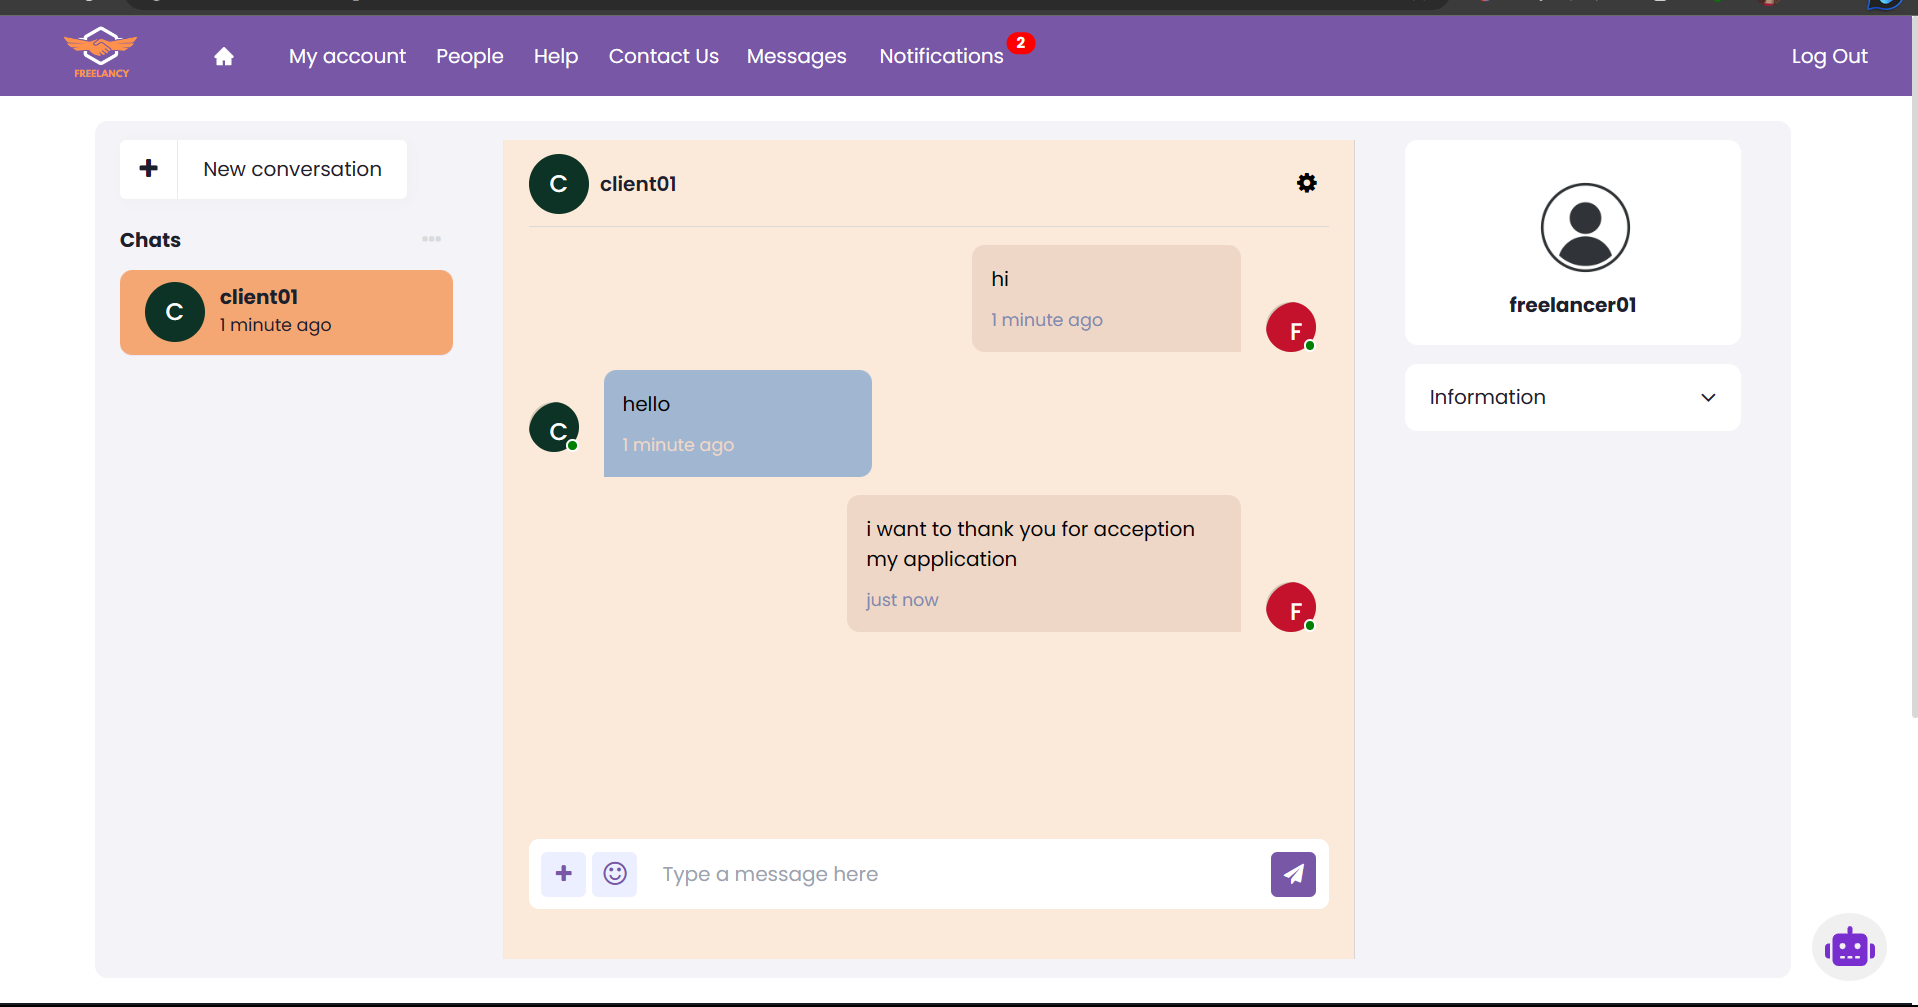 FREELANCY
My account People Help Contact Us Messages Notifications 2 Log Out
New conversation
Chats
C client01
1 minute ago
C client01
hi
1 minute ago
F
hello
1 minute ago
C
i want to thank you for acception
my application
just now
F
Type a message here
freelancer01
Information